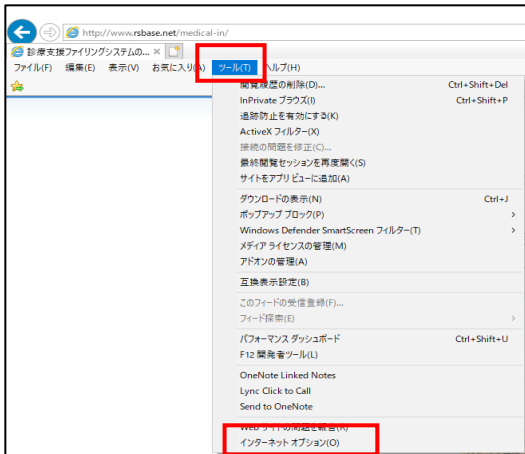 http://www.rsbase.net/medical-in/
診療支援ファイリングシステムの...
ファイル(F) 編集(E) 表示(V) お気に入り(A) ツール(T) ヘルプ(H)
閲覧履歴の削除(D)... Ctrl+Shift+Del
InPrivate ブラウズ(I) Ctrl+Shift+P
追跡防止を有効にする(K)
ActiveX フィルター(X)
接続の問題を修正(C)...
最終閲覧セッションを再度開く(S)
サイトをアプリ ビューに追加(A)
ダウンロードの表示(N) Ctrl+J
ポップアップ ブロック(P)
Windows Defender SmartScreen フィルター(T)
メディア ライセンスの管理(M)
アドオンの管理(A)
互換表示設定(B)
このフィードの受信登録(F)...
フィード探索(E)
パフォーマンス ダッシュボード Ctrl+Shift+U
F12 開発者ツール(L)
OneNote Linked Notes
Lync Click to Call
Send to OneNote
Web サイトの問題を報告(R)
インターネット オプション(O)